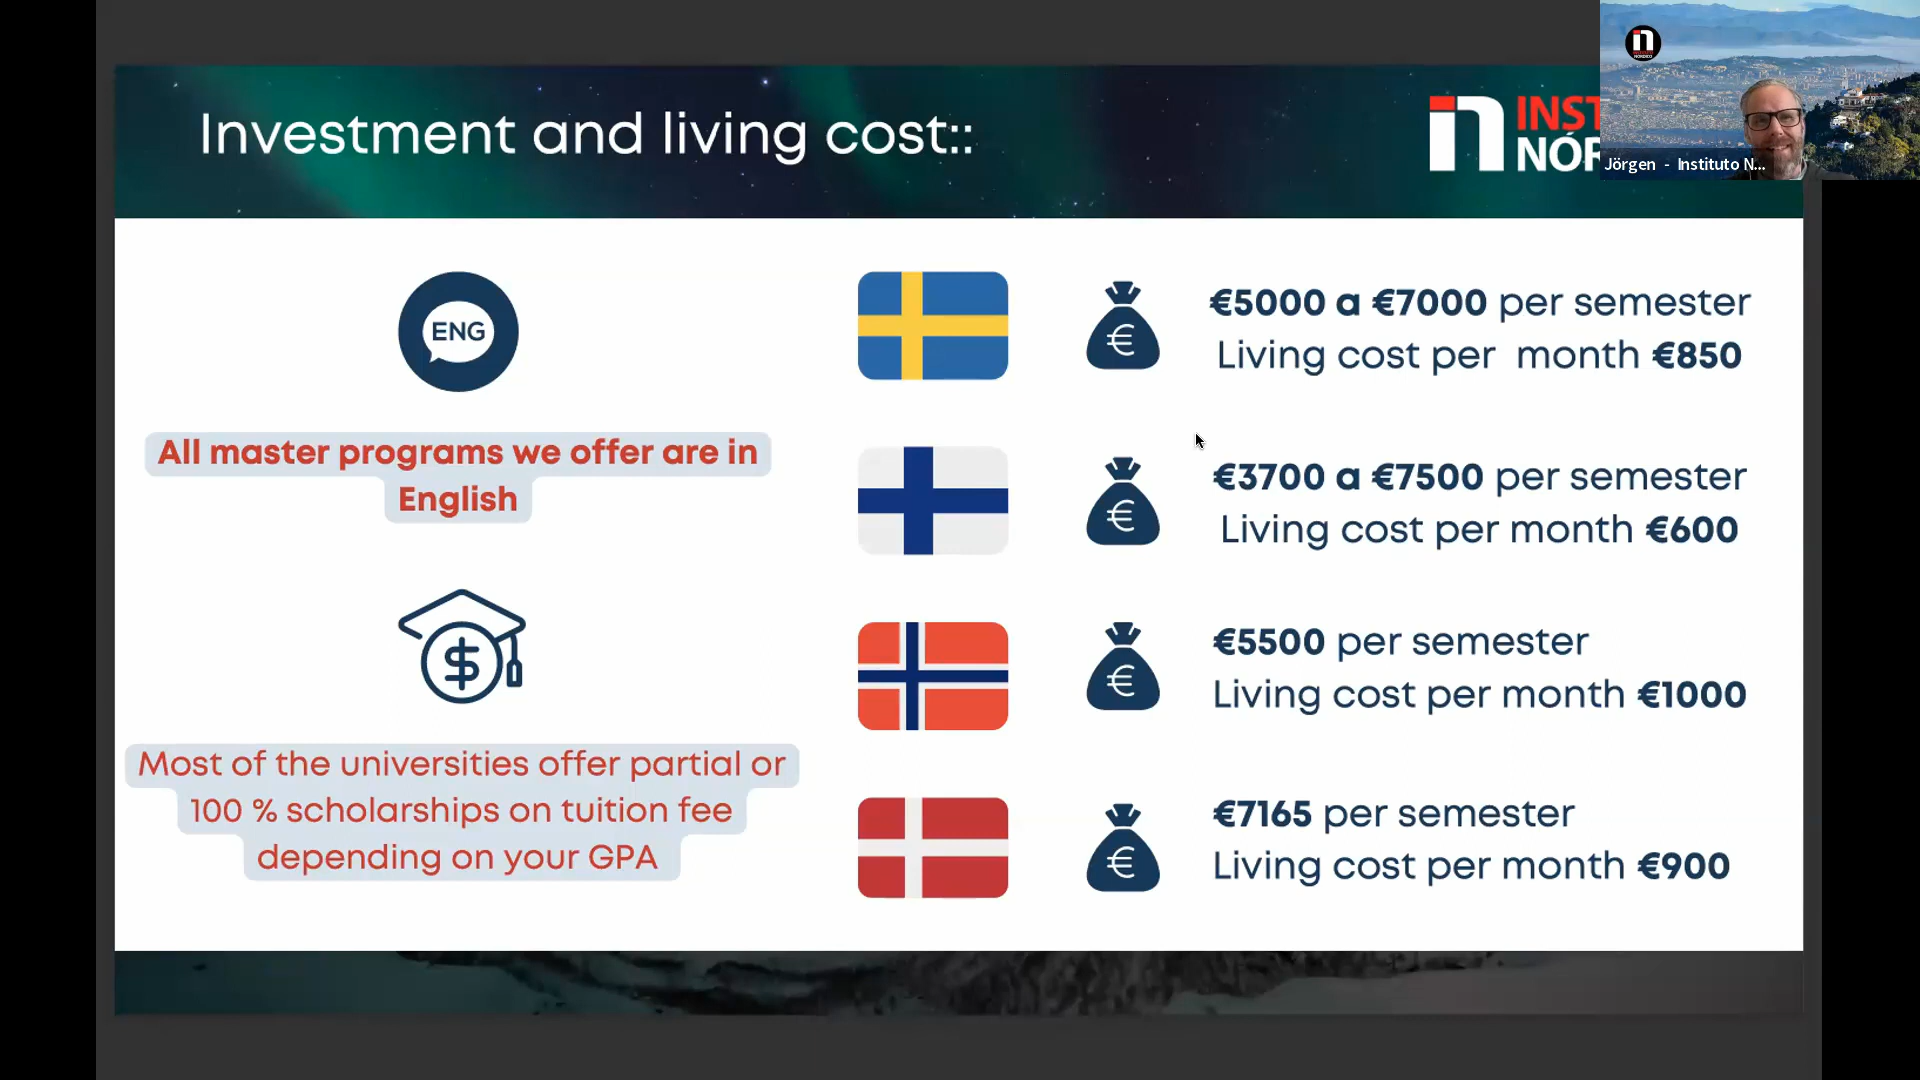 Investment and living cost::
INST
NÓR
NÓRDICO
Jörgen - Instituto N...
ENG
All master programs we offer are in
English
Most of the universities offer partial or
100 % scholarships on tuition fee
depending on your GPA
€5000 a €7000 per semester
Living cost per month €850
€3700 a €7500 per semester
Living cost per month €600
€5500 per semester
Living cost per month €1000
€7165 per semester
Living cost per month €900